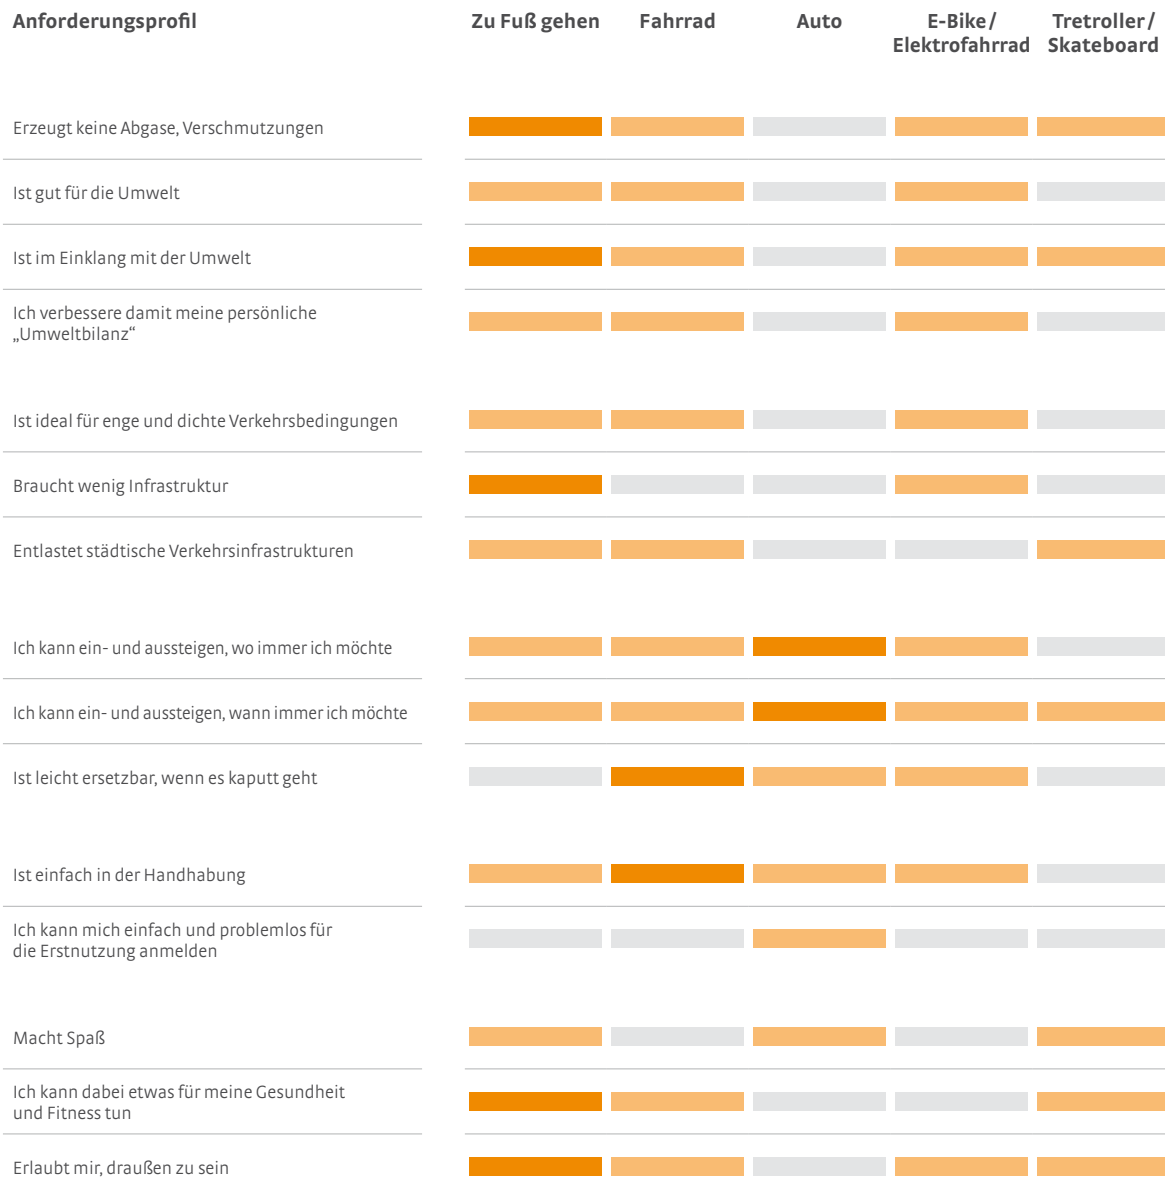 Anforderungsprofil
Zu Fuß gehen
Fahrrad
Auto
E-Bike/
Elektrofahrrad
Tretroller/
Skateboard
Erzeugt keine Abgase, Verschmutzungen
Ist gut für die Umwelt
Ist im Einklang mit der Umwelt
Ich verbessere damit meine persönliche
„Umweltbilanz“
Ist ideal für enge und dichte Verkehrsbedingungen
Braucht wenig Infrastruktur
Entlastet städtische Verkehrsinfrastrukturen
Ich kann ein- und aussteigen, wo immer ich möchte
Ich kann ein- und aussteigen, wann immer ich möchte
Ist leicht ersetzbar, wenn es kaputt geht
Ist einfach in der Handhabung
Ich kann mich einfach und problemlos für
die Erstnutzung anmelden
Macht Spaß
Ich kann dabei etwas für meine Gesundheit
und Fitness tun
Erlaubt mir, draußen zu sein